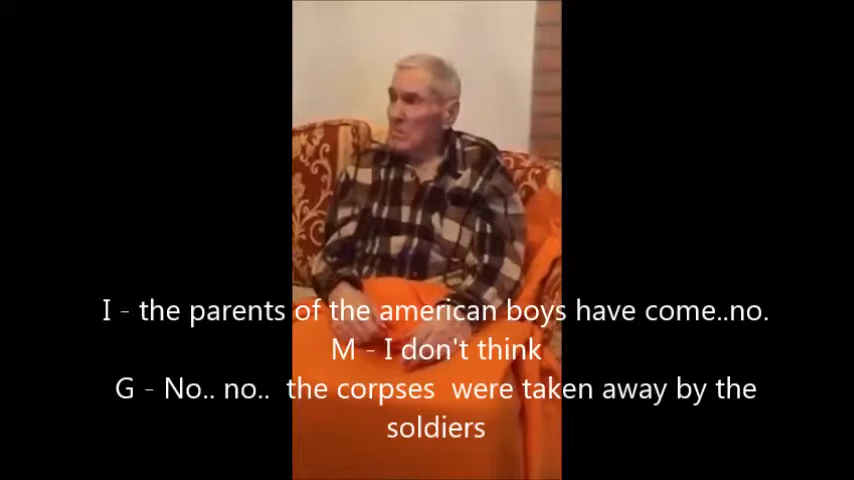 I - the parents of the american boys have come..no.
M - I don't think
G - No.. no.. the corpses were taken away by the
soldiers